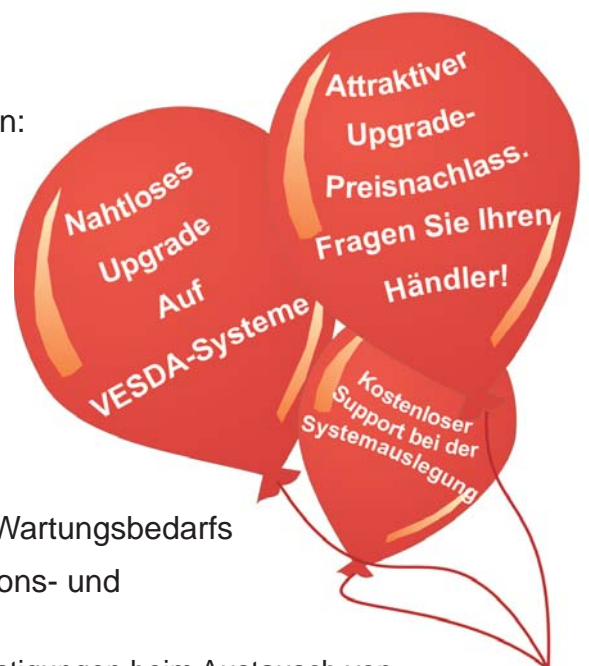 Nahtloses
Upgrade
Auf
VESDA-Systeme
Attraktiver
Upgrade-
Preisnachlass.
Fragen Sie Ihren
Händler!
Kostenloser
Support bei der
Systemauslegung
n:
Wartungsbedarfs
ons- und